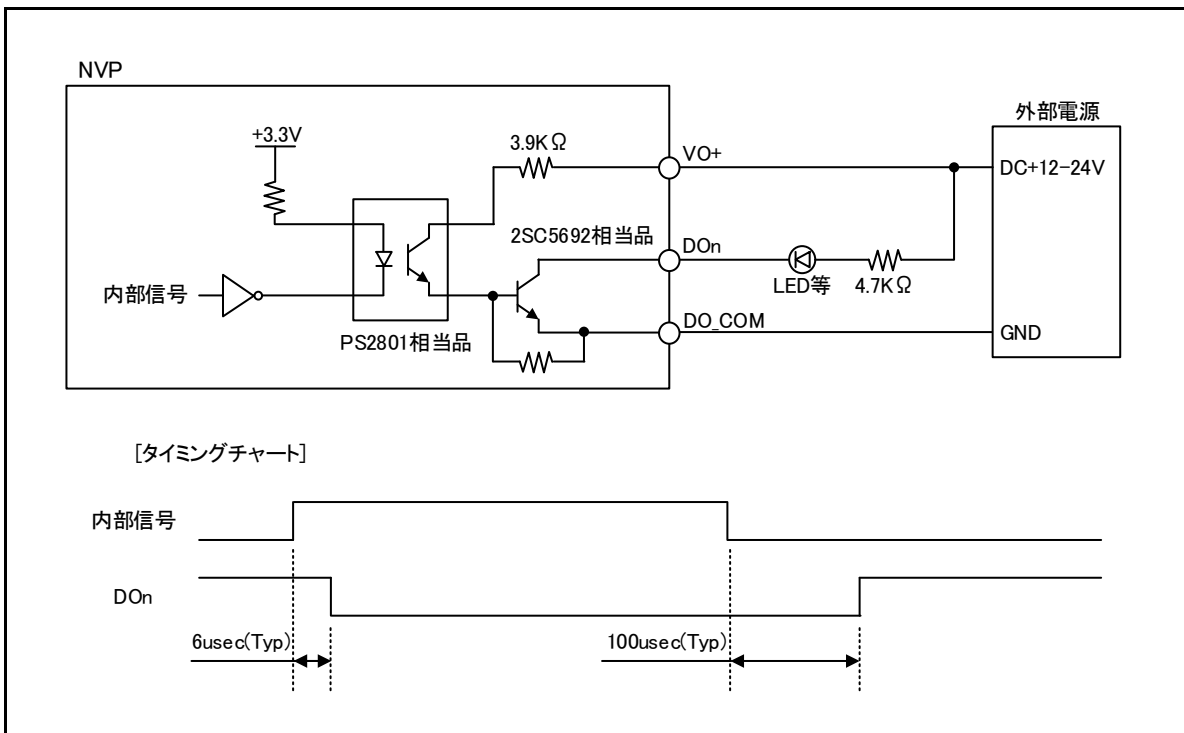 NVP
外部電源
+3.3V
3.9KΩ
VO+
DC+12-24V
2SC5692相当品
DOn
内部信号
LED等
4.7KΩ
PS2801相当品
DO_COM
GND
[タイミングチャート]
内部信号
DOn
6usec(Typ)
100usec(Typ)